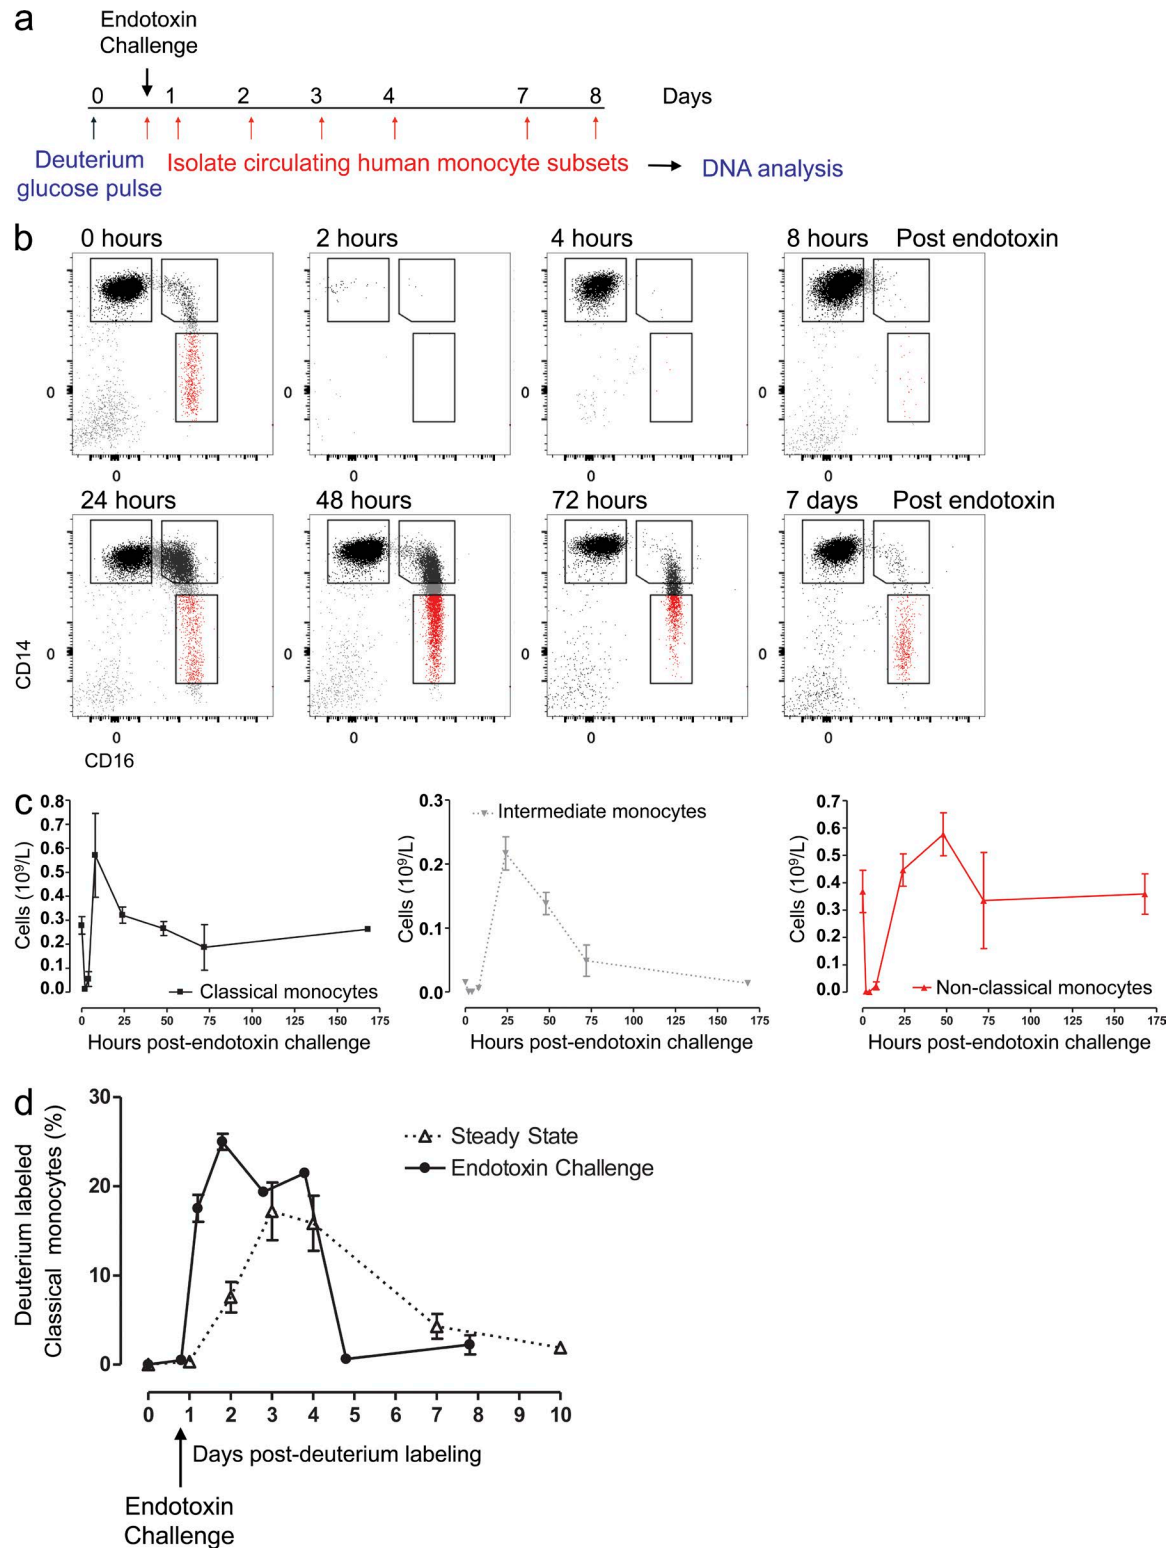 a
Endotoxin
Challenge
0 1 2 3 4 7 8 Days
Deuterium
glucose pulse
Isolate circulating human monocyte subsets
DNA analysis
b
0 hours 2 hours 4 hours 8 hours Post endotoxin
0 0 0 0
0 0 0 0
24 hours 48 hours 72 hours 7 days Post endotoxin
CD14
0 0 0
0 0 0 0
CD16
c
Cells (10⁹/L)
0.8
0.7
0.6
0.5
0.4
0.3
0.2
0.1
0.0
Classical monocytes
0 25 50 75 100 125 150 175
Hours post-endotoxin challenge
Cells (10⁹/L)
0.3
0.2
0.1
0.0
Intermediate monocytes
0 25 50 75 100 125 150 175
Hours post-endotoxin challenge
Cells (10⁹/L)
0.7
0.6
0.5
0.4
0.3
0.2
0.1
0.0
Non-classical monocytes
0 25 50 75 100 125 150 175
Hours post-endotoxin challenge
d
Deuterium labeled
Classical monocytes (%)
30
20
10
0
Steady State
Endotoxin Challenge
0 1 2 3 4 5 6 7 8 9 10
Days post-deuterium labeling
Endotoxin
Challenge